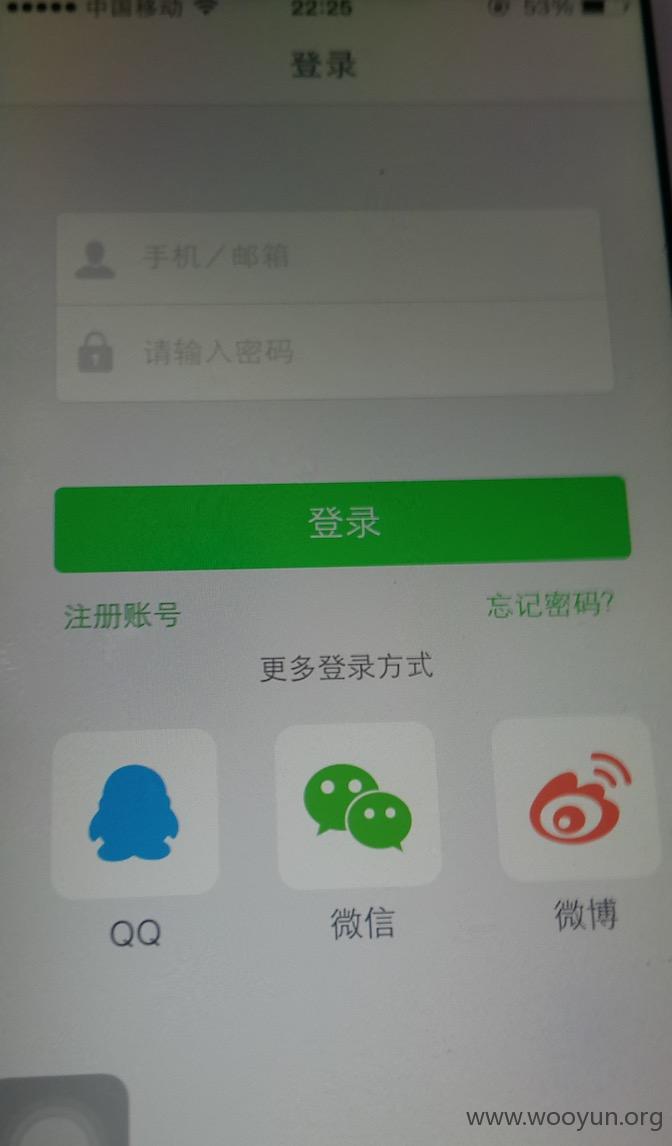 中国移动 22:25 53%
登录
手机／邮箱
请输入密码
登录
注册账号 忘记密码?
更多登录方式
QQ 微信 微博
www.wooyun.org